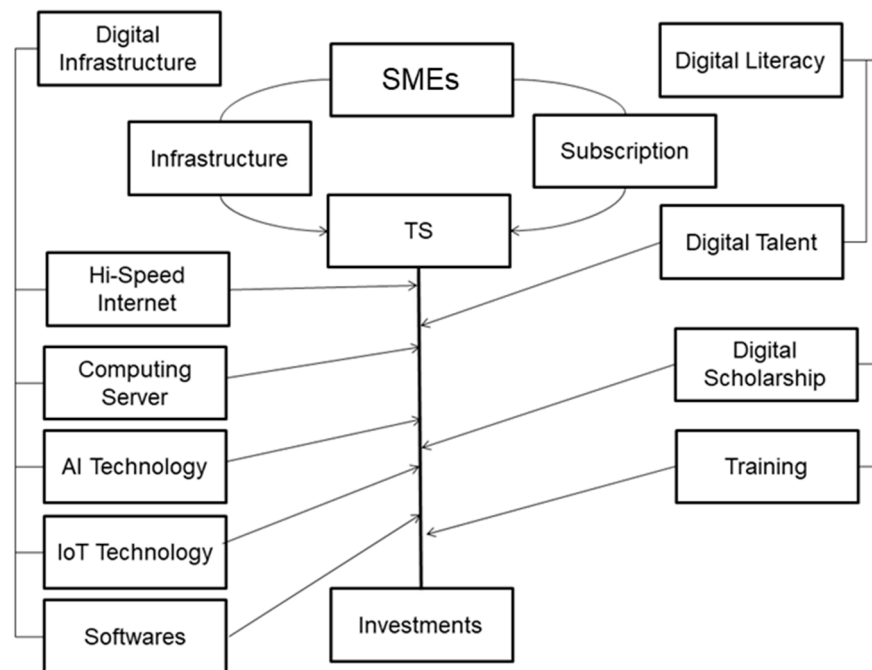 Digital
Infrastructure
SMEs
Digital Literacy
Infrastructure
Subscription
TS
Digital Talent
Hi-Speed
Internet
Computing
Server
Digital
Scholarship
AI Technology
Training
IoT Technology
Softwares
Investments